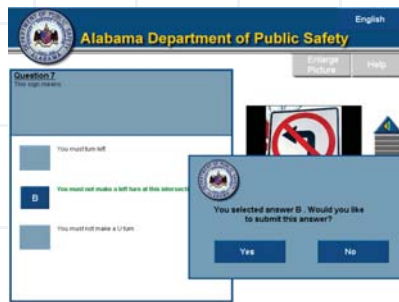 English
Alabama Department of Public Safety
Enlarge
Picture
Help
Question 7
This sign means:
You must turn left
B
You must not make a left turn at this intersecti
You must not make a U turn
You selected answer B . Would you like
to submit this answer?
Yes
No